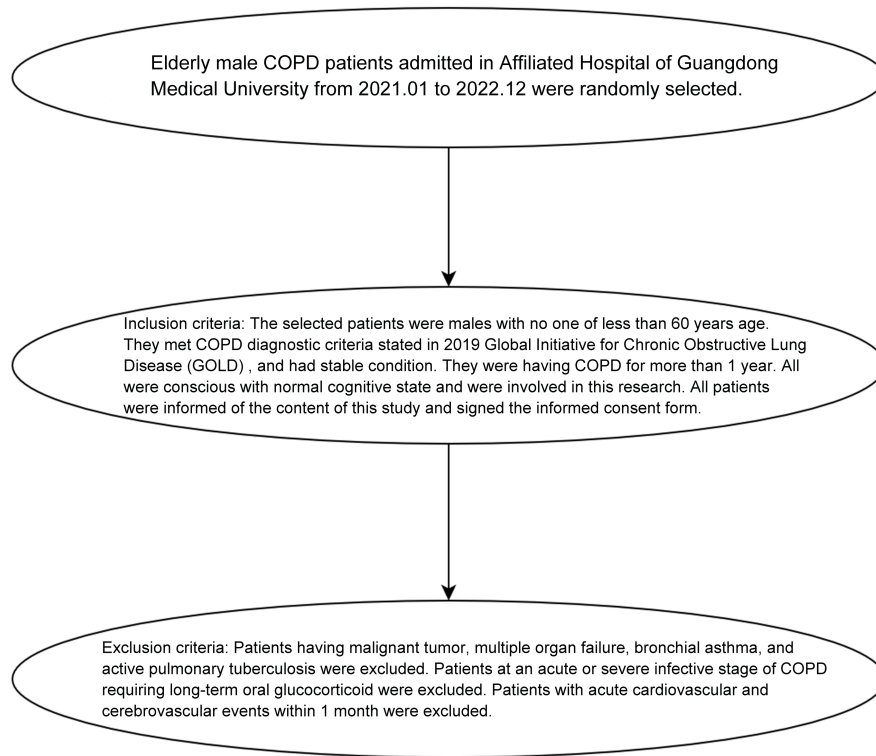 Elderly male COPD patients admitted in Affiliated Hospital of Guangdong
Medical University from 2021.01 to 2022.12 were randomly selected.
Inclusion criteria: The selected patients were males with no one of less than 60 years age.
They met COPD diagnostic criteria stated in 2019 Global Initiative for Chronic Obstructive Lung
Disease (GOLD) , and had stable condition. They were having COPD for more than 1 year. All
were conscious with normal cognitive state and were involved in this research. All patients
were informed of the content of this study and signed the informed consent form.
Exclusion criteria: Patients having malignant tumor, multiple organ failure, bronchial asthma, and
active pulmonary tuberculosis were excluded. Patients at an acute or severe infective stage of COPD
requiring long-term oral glucocorticoid were excluded. Patients with acute cardiovascular and
cerebrovascular events within 1 month were excluded.